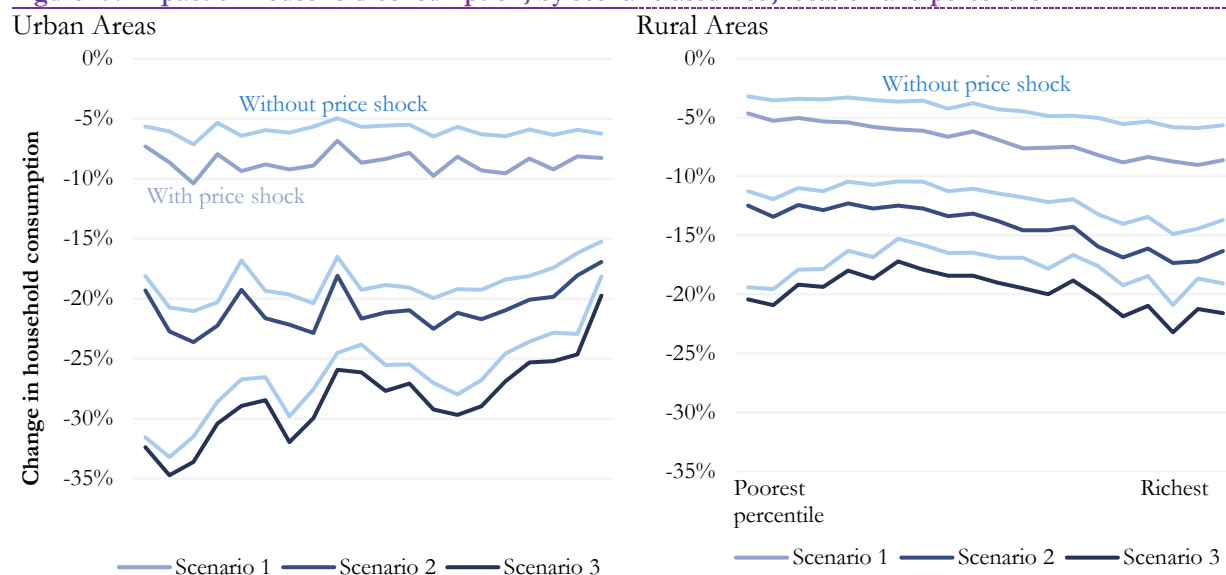 Urban Areas
Rural Areas
0%
-5%
-10%
-15%
-20%
-25%
-30%
-35%
Change in household consumption
Without price shock
With price shock
Scenario 1 Scenario 2 Scenario 3
0%
-5%
-10%
-15%
-20%
-25%
-30%
-35%
Without price shock
Poorest
percentile
Richest
Scenario 1 Scenario 2 Scenario 3